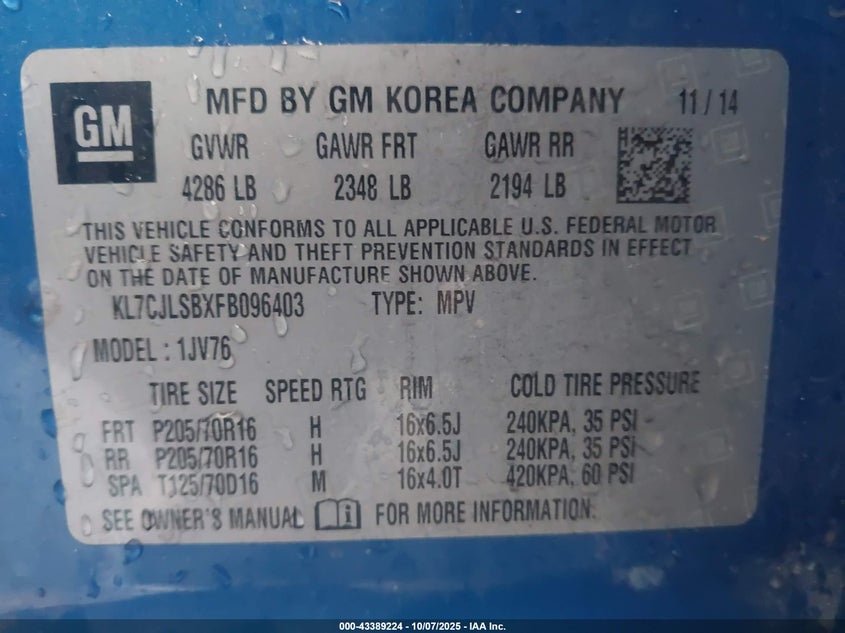 GM
MFD BY GM KOREA COMPANY 11 / 14
GVWR GAWR FRT GAWR RR
4286 LB 2348 LB 2194 LB
THIS VEHICLE CONFORMS TO ALL APPLICABLE U.S. FEDERAL MOTOR
VEHICLE SAFETY AND THEFT PREVENTION STANDARDS IN EFFECT
ON THE DATE OF MANUFACTURE SHOWN ABOVE.
KL7CJLSBXFB096403 TYPE: MPV
MODEL : 1JV76
TIRE SIZE SPEED RTG RIM COLD TIRE PRESSURE
FRT P205/70R16 H 16x6.5J 240KPA, 35 PSI
RR P205/70R16 H 16x6.5J 240KPA, 35 PSI
SPA T125/70D16 M 16x4.0T 420KPA, 60 PSI
SEE OWNER'S MANUAL i FOR MORE INFORMATION.
000-43389224 - 10/07/2025 - IAA Inc.